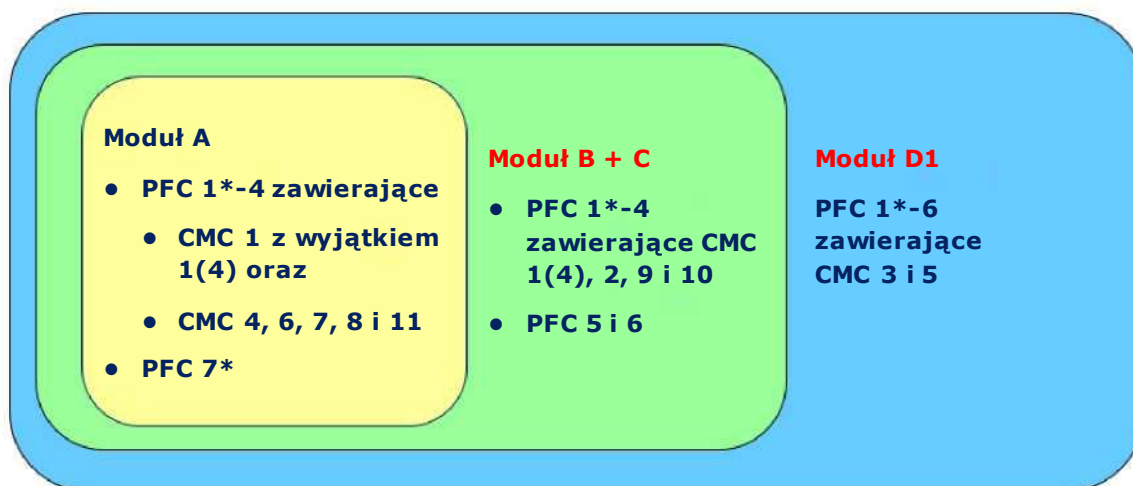 Moduł A
● PFC 1*-4 zawierające
● CMC 1 z wyjątkiem
1(4) oraz
● CMC 4, 6, 7, 8 i 11
● PFC 7*
Moduł B + C
● PFC 1*-4
zawierające CMC
1(4), 2, 9 i 10
● PFC 5 i 6
Moduł D1
PFC 1*-6
zawierające
CMC 3 i 5